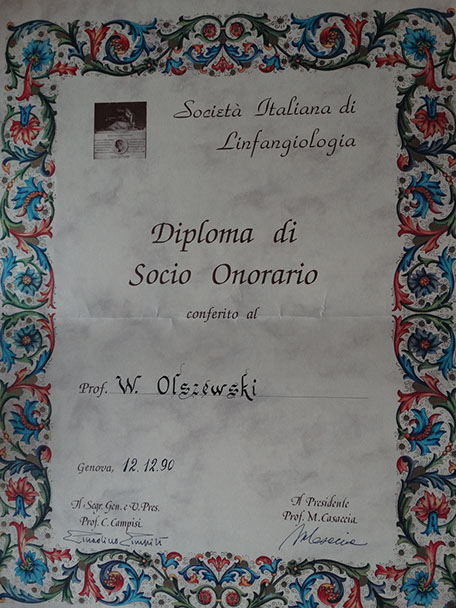 Società Italiana di
Linfangiologia
Diploma di
Socio Onorario
conferito al
Prof. W. Olszewski
Genova, 12.12.90
Il Segr. Gen. e V. Pres.
Prof. C. Campisi
Il Presidente
Prof. M. Casaccia
MCasaccia